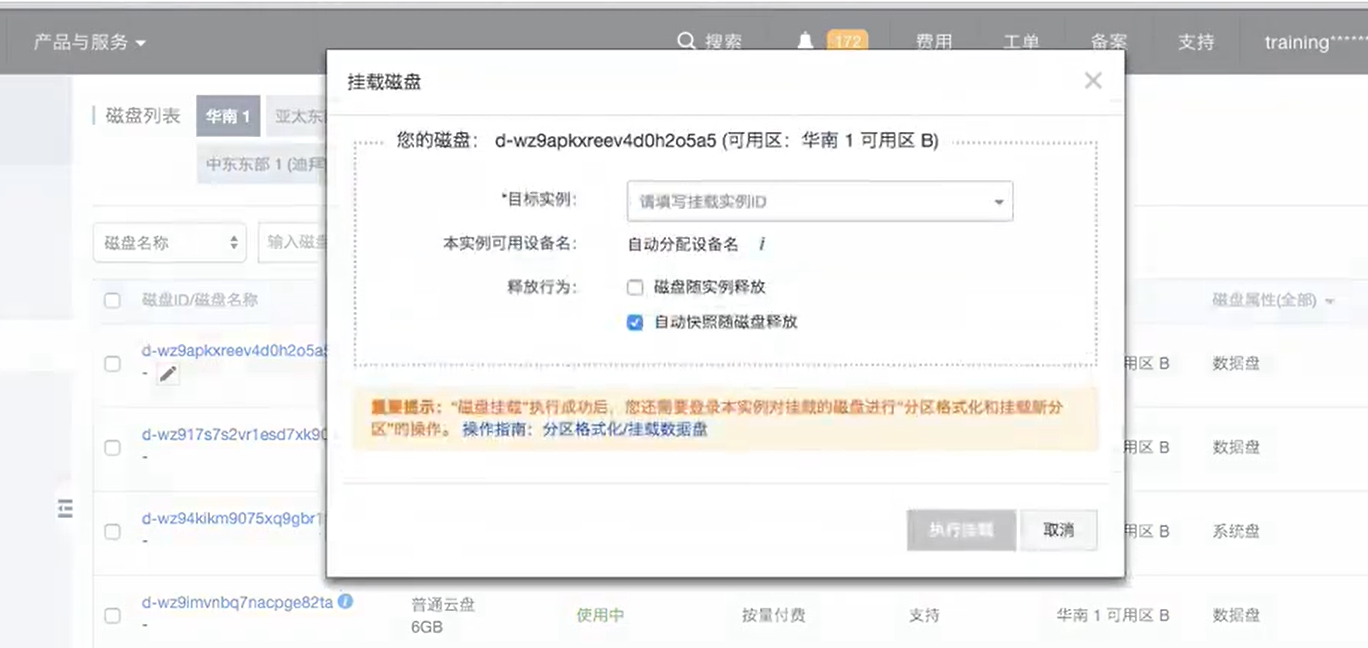 产品与服务
搜索
172
费用
工单
备案
支持
training******
磁盘列表
华南 1
亚太东
中东东部 1 (迪拜
磁盘名称
输入磁盘
磁盘ID/磁盘名称
磁盘属性(全部)
d-wz9apkxreev4d0h2o5a5
-
用区 B
数据盘
d-wz917s7s2vr1esd7xk90
-
用区 B
数据盘
d-wz94kikm9075xq9gbr1
-
用区 B
系统盘
d-wz9imvnbq7nacpge82ta
-
普通云盘
6GB
使用中
按量付费
支持
华南 1 可用区 B
数据盘
挂载磁盘
您的磁盘： d-wz9apkxreev4d0h2o5a5 (可用区：华南 1 可用区 B)
*目标实例：
请填写挂载实例ID
本实例可用设备名：
自动分配设备名 i
释放行为：
磁盘随实例释放
自动快照随磁盘释放
重要提示：“磁盘挂载”执行成功后，您还需要登录本实例对挂载的磁盘进行“分区格式化和挂载新分
区”的操作。 操作指南：分区格式化/挂载数据盘
执行挂载
取消